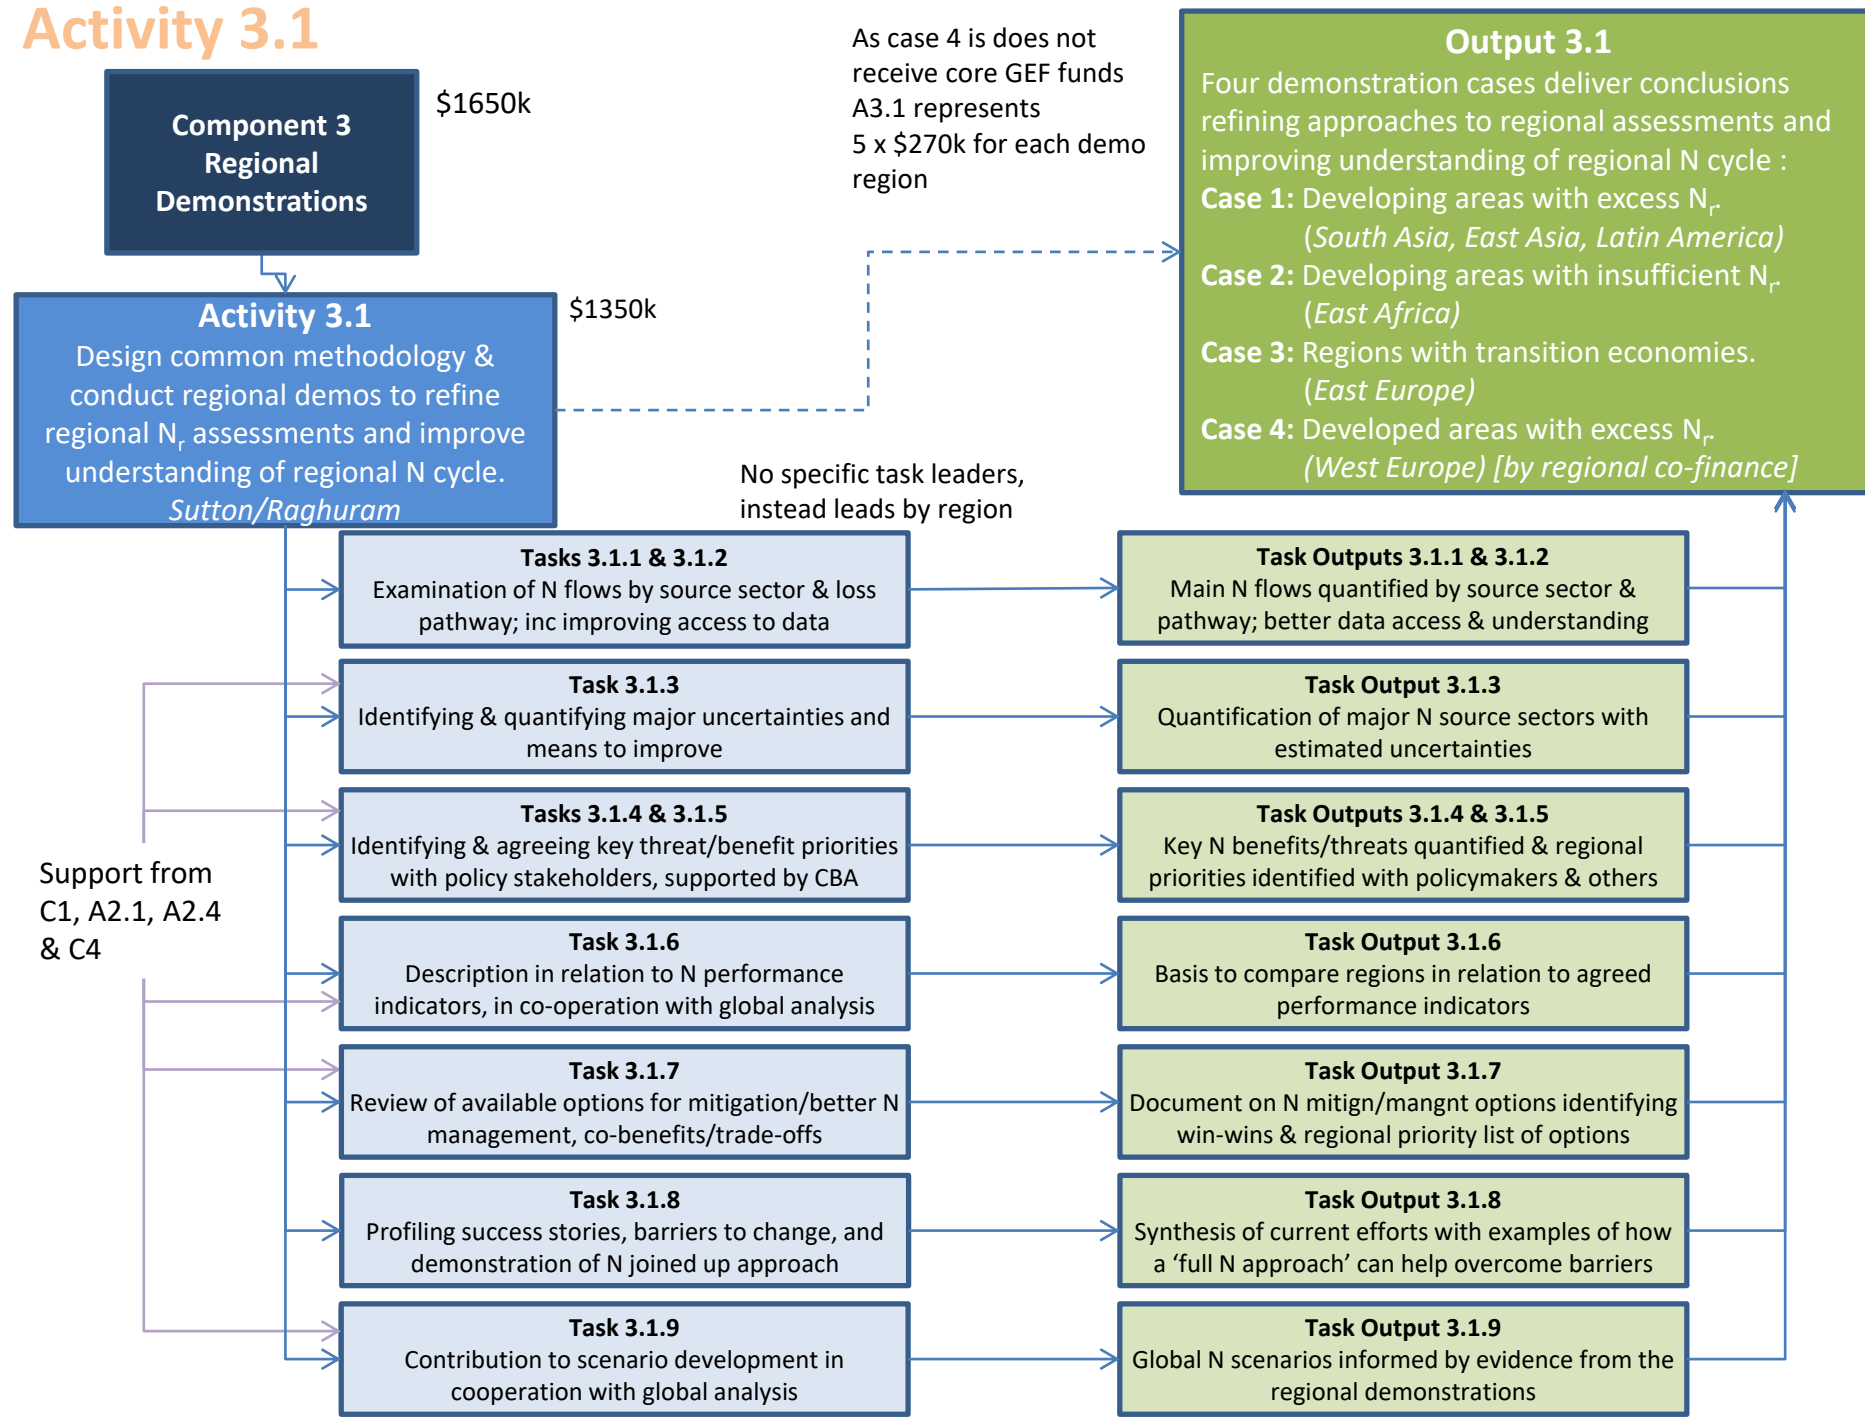 Activity 3.1
Component 3
Regional
Demonstrations
$1650k
As case 4 is does not
receive core GEF funds
A3.1 represents
5 x $270k for each demo
region
Output 3.1
Four demonstration cases deliver conclusions
refining approaches to regional assessments and
improving understanding of regional N cycle :
Case 1: Developing areas with excess Nr.
(South Asia, East Asia, Latin America)
Case 2: Developing areas with insufficient Nr.
(East Africa)
Case 3: Regions with transition economies.
(East Europe)
Case 4: Developed areas with excess Nr.
(West Europe) [by regional co-finance]
Activity 3.1
Design common methodology &
conduct regional demos to refine
regional Nr assessments and improve
understanding of regional N cycle.
Sutton/Raghuram
$1350k
No specific task leaders,
instead leads by region
Tasks 3.1.1 & 3.1.2
Examination of N flows by source sector & loss
pathway; inc improving access to data
Task Outputs 3.1.1 & 3.1.2
Main N flows quantified by source sector &
pathway; better data access & understanding
Task 3.1.3
Identifying & quantifying major uncertainties and
means to improve
Task Output 3.1.3
Quantification of major N source sectors with
estimated uncertainties
Tasks 3.1.4 & 3.1.5
Identifying & agreeing key threat/benefit priorities
with policy stakeholders, supported by CBA
Task Outputs 3.1.4 & 3.1.5
Key N benefits/threats quantified & regional
priorities identified with policymakers & others
Support from
C1, A2.1, A2.4
& C4
Task 3.1.6
Description in relation to N performance
indicators, in co-operation with global analysis
Task Output 3.1.6
Basis to compare regions in relation to agreed
performance indicators
Task 3.1.7
Review of available options for mitigation/better N
management, co-benefits/trade-offs
Task Output 3.1.7
Document on N mitign/mangnt options identifying
win-wins & regional priority list of options
Task 3.1.8
Profiling success stories, barriers to change, and
demonstration of N joined up approach
Task Output 3.1.8
Synthesis of current efforts with examples of how
a ‘full N approach’ can help overcome barriers
Task 3.1.9
Contribution to scenario development in
cooperation with global analysis
Task Output 3.1.9
Global N scenarios informed by evidence from the
regional demonstrations